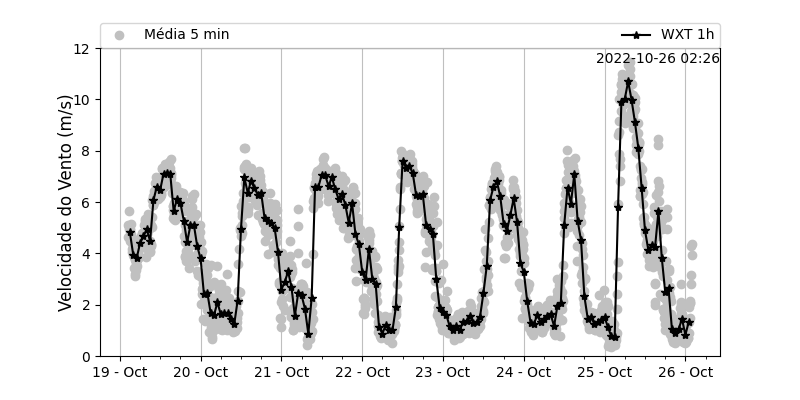 Média 5 min
WXT 1h
2022-10-26 02:26
Velocidade do Vento (m/s)
12
10
8
6
4
2
0
19 - Oct 20 - Oct 21 - Oct 22 - Oct 23 - Oct 24 - Oct 25 - Oct 26 - Oct